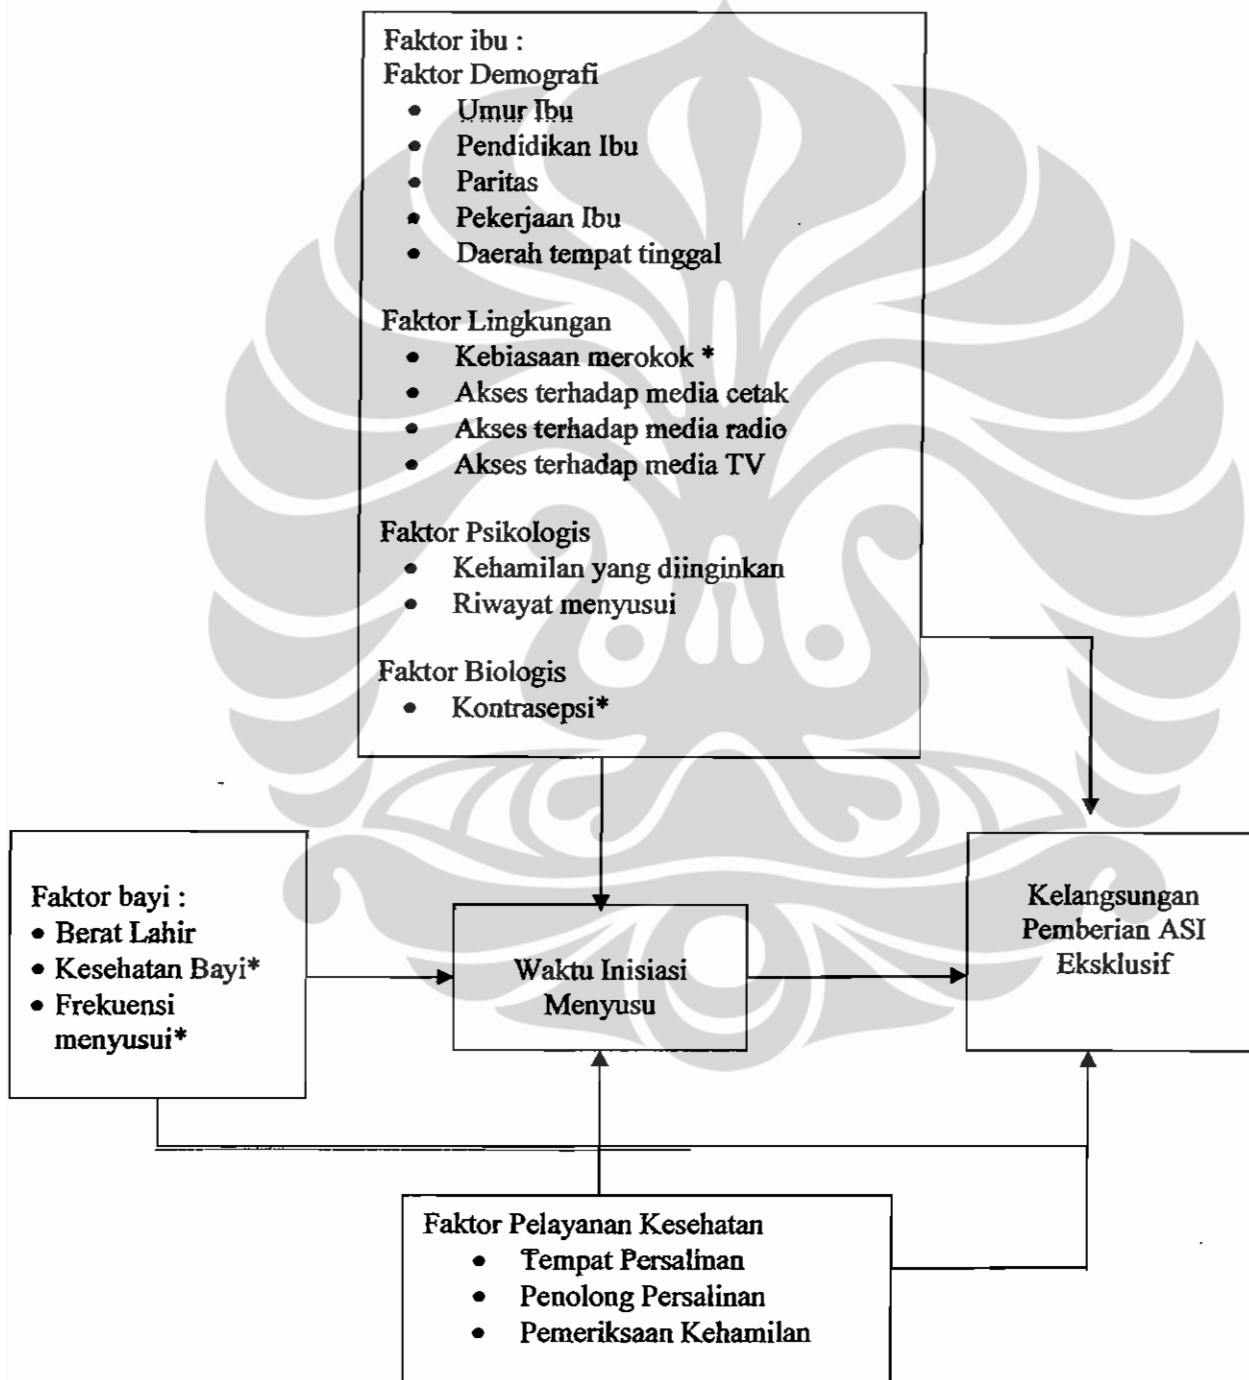 Faktor ibu :
Faktor Demografi
• Umur Ibu
• Pendidikan Ibu
• Paritas
• Pekerjaan Ibu
• Daerah tempat tinggal
Faktor Lingkungan
• Kebiasaan merokok *
• Akses terhadap media cetak
• Akses terhadap media radio
• Akses terhadap media TV
Faktor Psikologis
• Kehamilan yang diinginkan
• Riwayat menyusui
Faktor Biologis
• Kontrasepsi*
Faktor bayi :
• Berat Lahir
• Kesehatan Bayi*
• Frekuensi
menyusui*
Waktu Inisiasi
Menyusu
Kelangsungan
Pemberian ASI
Eksklusif
Faktor Pelayanan Kesehatan
• Tempat Persalinan
• Penolong Persalinan
• Pemeriksaan Kehamilan